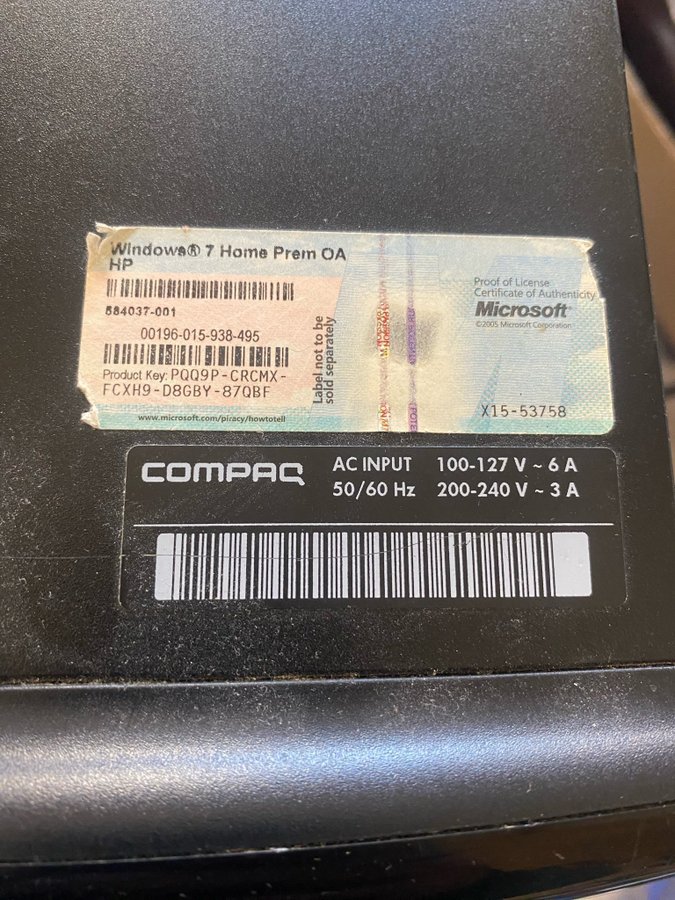 Windows® 7 Home Prem OA
HP
584037-001
00196-015-938-495
Product Key: PQQ9P-CRCMX-
FCXH9-D8GBY-87QBF
www.microsoft.com/piracy/howtotell
Label not to be
sold separately
Proof of License
Certificate of Authenticity
Microsoft®
©2005 Microsoft Corporation
X15-53758
COMPAQ
AC INPUT 100-127 V ~ 6 A
50/60 Hz 200-240 V ~ 3 A